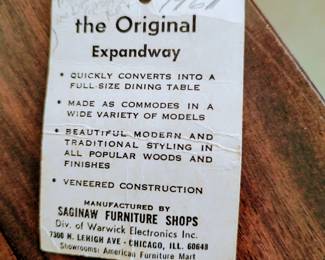 1961
the Original
Expandway
• QUICKLY CONVERTS INTO A
FULL-SIZE DINING TABLE
• MADE AS COMMODES IN A
WIDE VARIETY OF MODELS
• BEAUTIFUL MODERN AND
TRADITIONAL STYLING IN
ALL POPULAR WOODS AND
FINISHES
• VENEERED CONSTRUCTION
MANUFACTURED BY
SAGINAW FURNITURE SHOPS
Div. of Warwick Electronics Inc.
7300 N. LEHIGH AVE - CHICAGO, ILL. 60648
Showrooms: American Furniture Mart